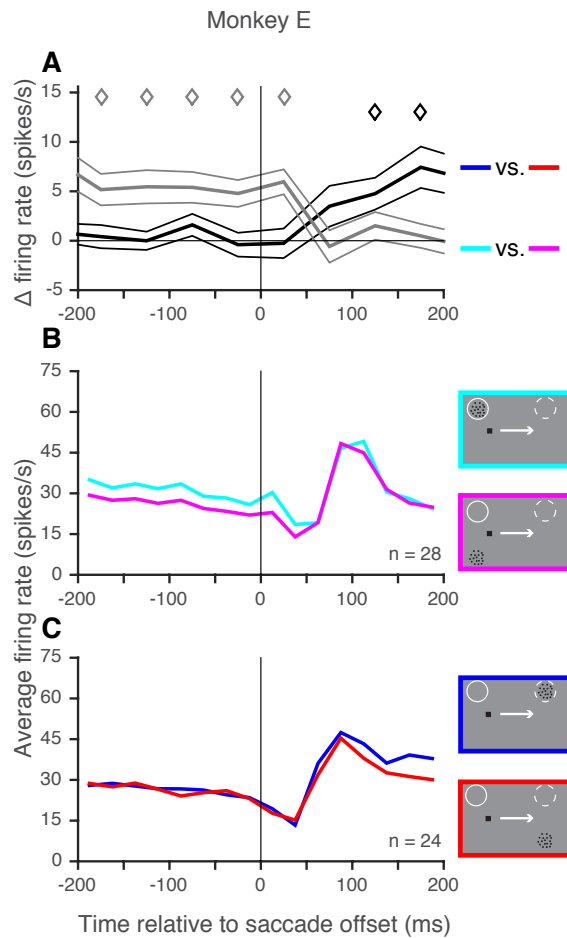 Monkey E
A
15
10
5
0
-5
Δ firing rate (spikes/s)
-200 -100 0 100 200
vs.
vs.
B
75
60
45
30
15
0
n = 28
-200 -100 0 100 200
Average firing rate (spikes/s)
C
75
60
45
30
15
0
n = 24
-200 -100 0 100 200
Time relative to saccade offset (ms)